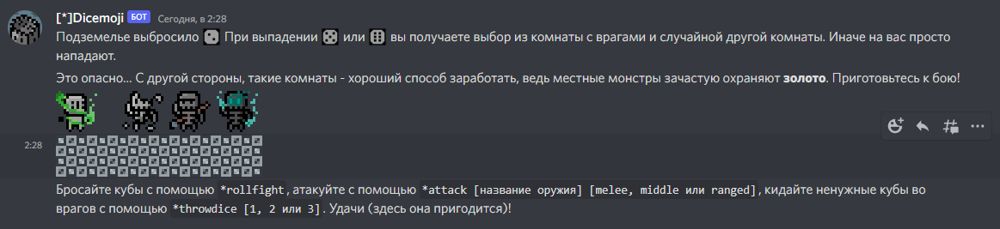 [*]Dicemoji БОТ Сегодня, в 2:28
Подземелье выбросило При выпадении или вы получаете выбор из комнаты с врагами и случайной другой комнаты. Иначе на вас просто
нападают.
Это опасно... С другой стороны, такие комнаты - хороший способ заработать, ведь местные монстры зачастую охраняют золото. Приготовьтесь к бою!
2:28
Бросайте кубы с помощью *rollfight, атакуйте с помощью *attack [название оружия] [melee, middle или ranged], кидайте ненужные кубы во
врагов с помощью *throwdice [1, 2 или 3]. Удачи (здесь она пригодится)!